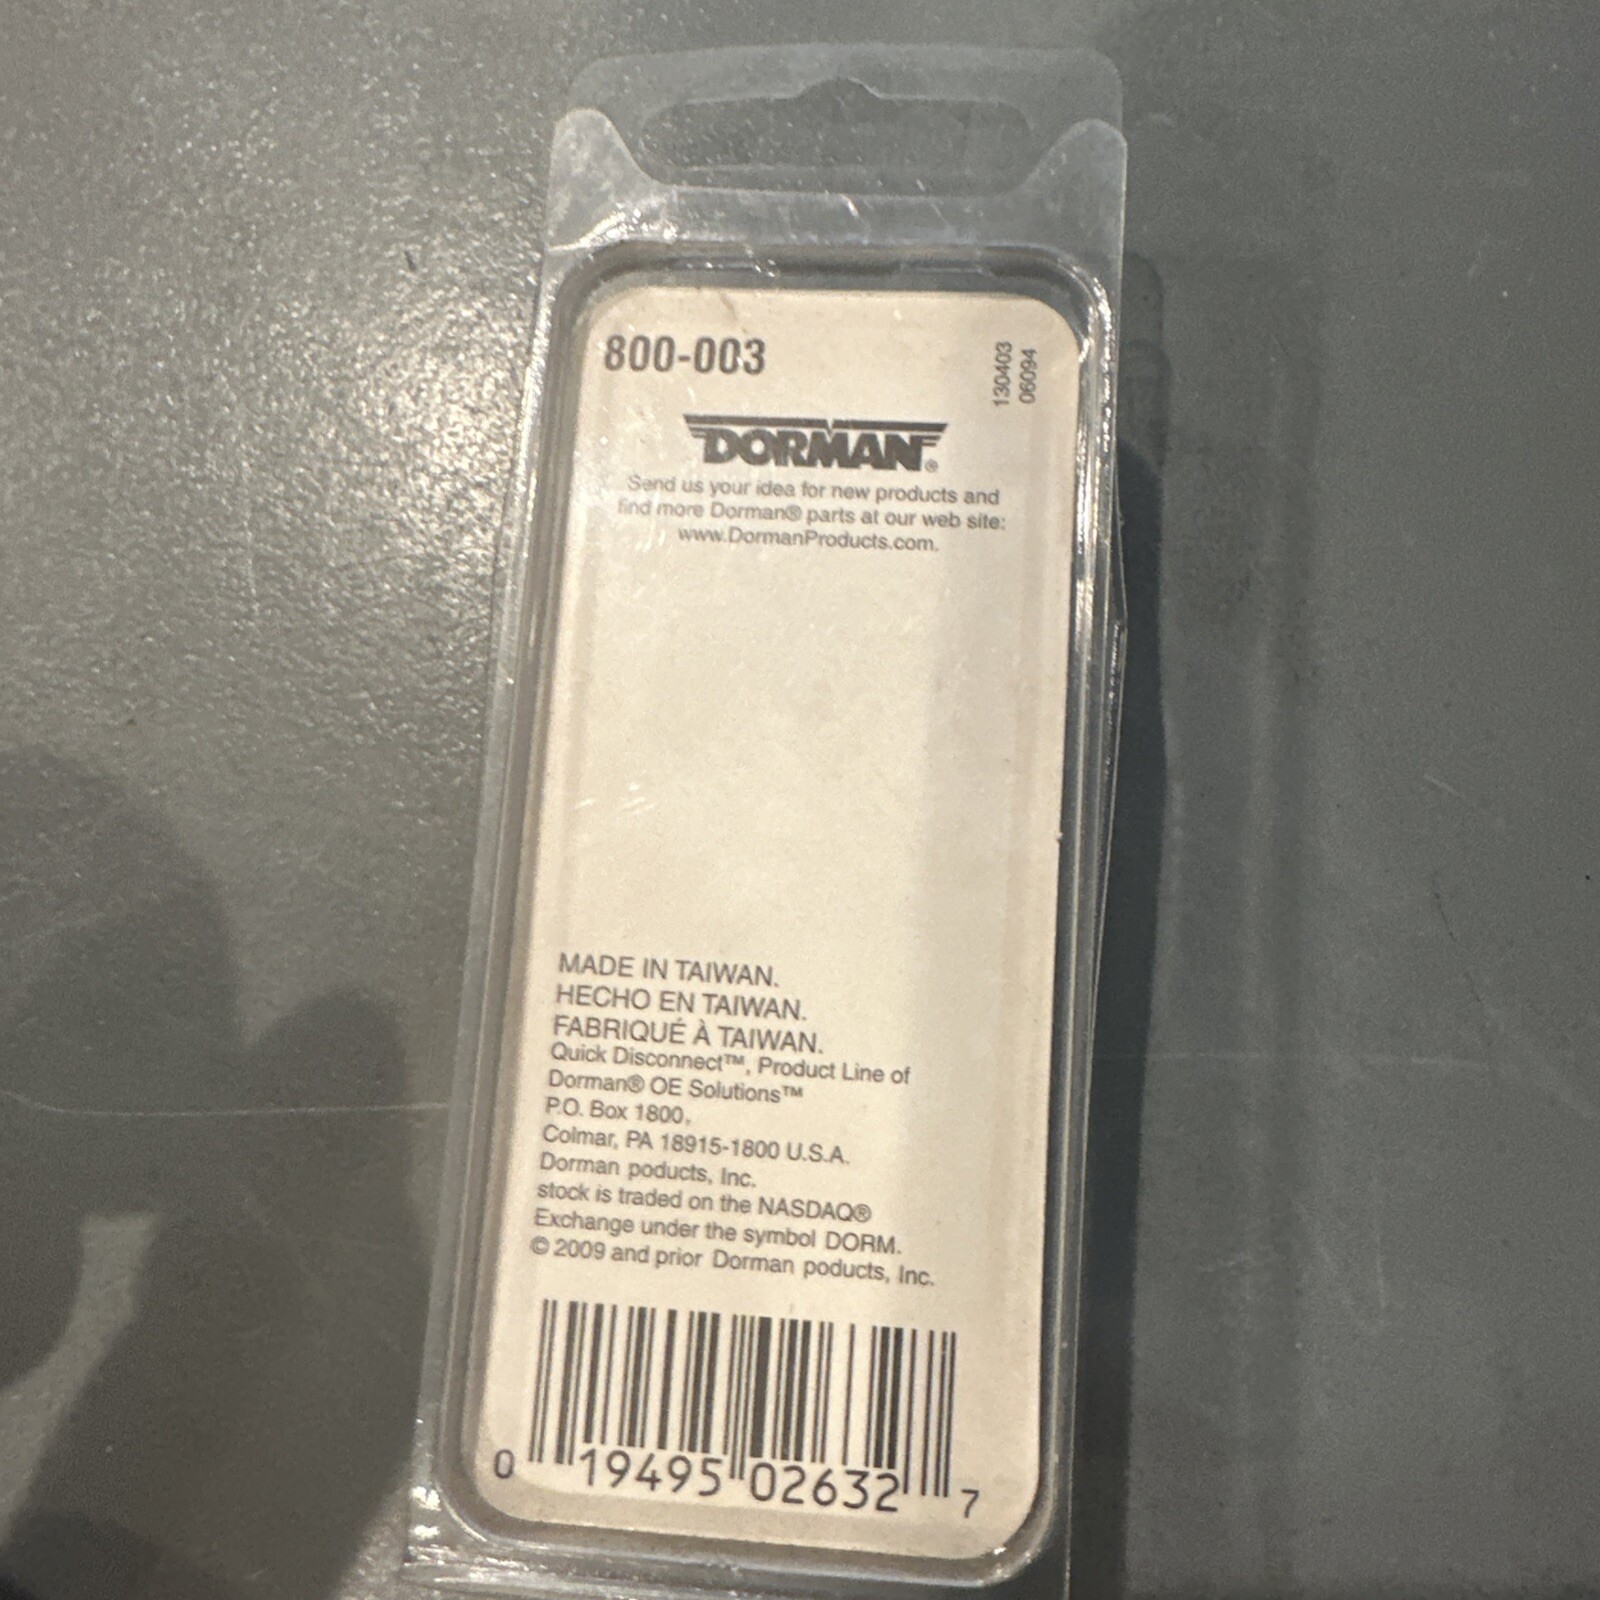 800-003
130403
06094
DORMAN®
Send us your idea for new products and
find more Dorman® parts at our web site:
www.DormanProducts.com.
MADE IN TAIWAN.
HECHO EN TAIWAN.
FABRIQUÉ À TAIWAN.
Quick Disconnect™, Product Line of
Dorman® OE Solutions™
P.O. Box 1800,
Colmar, PA 18915-1800 U.S.A.
Dorman poducts, Inc.
stock is traded on the NASDAQ®
Exchange under the symbol DORM.
© 2009 and prior Dorman poducts, Inc.
0 19495 02632 7